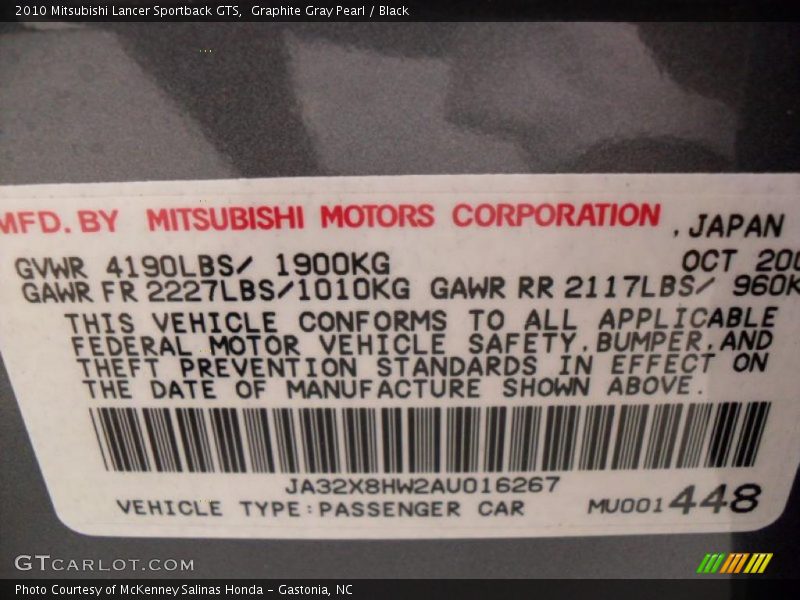 2010 Mitsubishi Lancer Sportback GTS,  Graphite Gray Pearl / Black
MFD. BY MITSUBISHI MOTORS CORPORATION , JAPAN
GVWR 4190LBS/ 1900KG OCT 200
GAWR FR 2227LBS/1010KG GAWR RR 2117LBS/ 960K
THIS VEHICLE CONFORMS TO ALL APPLICABLE
FEDERAL MOTOR VEHICLE SAFETY, BUMPER, AND
THEFT PREVENTION STANDARDS IN EFFECT ON
THE DATE OF MANUFACTURE SHOWN ABOVE.
JA32X8HW2AU016267
VEHICLE TYPE:PASSENGER CAR MU001448
GTCARLOT.COM
Photo Courtesy of McKenney Salinas Honda - Gastonia, NC